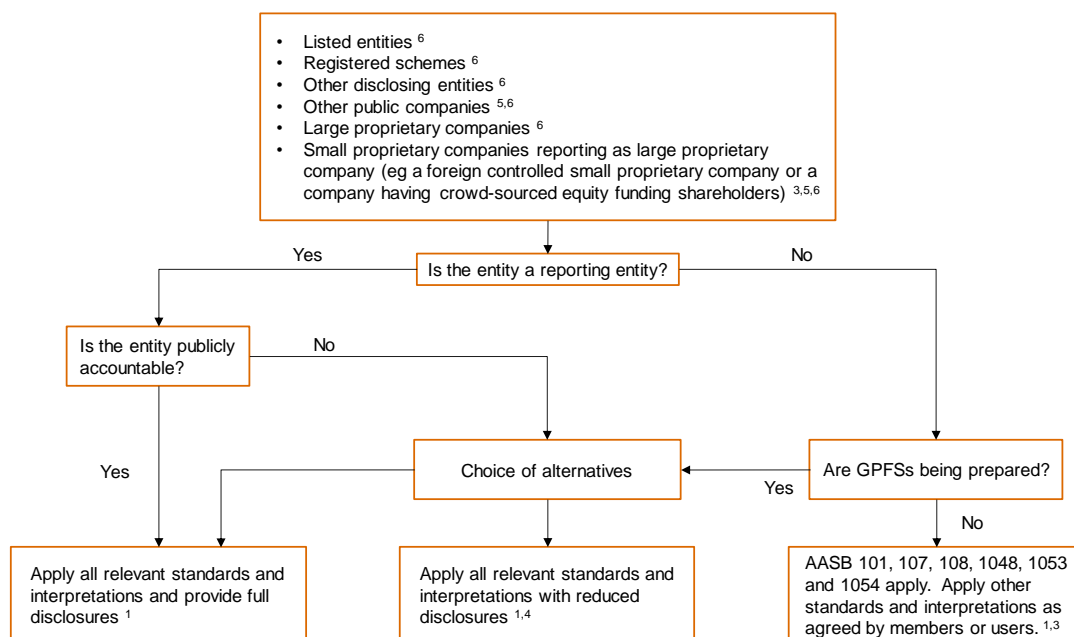 • Listed entities 6
• Registered schemes 6
• Other disclosing entities 6
• Other public companies 5,6
• Large proprietary companies 6
• Small proprietary companies reporting as large proprietary
company (eg a foreign controlled small proprietary company or a
company having crowd-sourced equity funding shareholders) 3,5,6
Yes
Is the entity a reporting entity?
No
Is the entity publicly
accountable?
No
Yes
Choice of alternatives
Yes
Are GPFSs being prepared?
No
Apply all relevant standards and
interpretations and provide full
disclosures 1
Apply all relevant standards and
interpretations with reduced
disclosures 1,4
AASB 101, 107, 108, 1048, 1053
and 1054 apply. Apply other
standards and interpretations as
agreed by members or users. 1,3